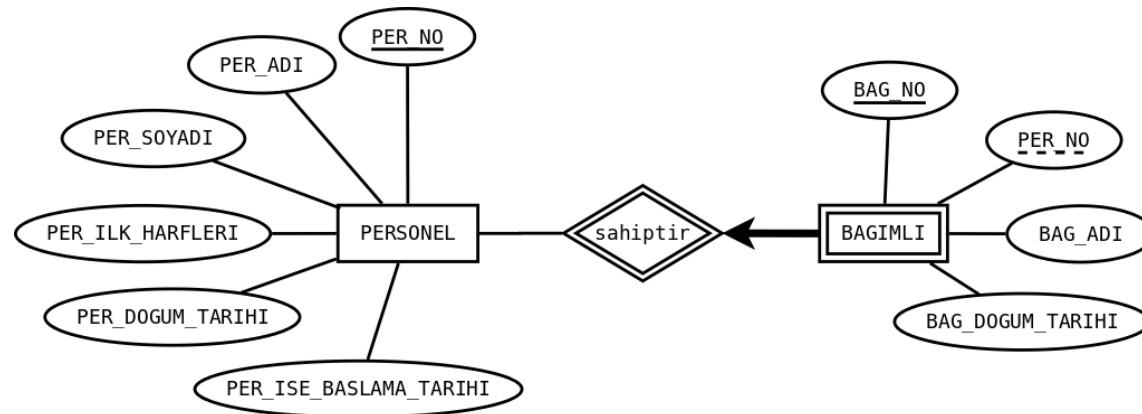 PER_NO
PER_ADI
PER_SOYADI
PER_ILK_HARFLERI
PER_DOGUM_TARIHI
PER_ISE_BASLAMA_TARIHI
PERSONEL
sahiptir
BAGIMLI
BAG_NO
PER_NO
BAG_ADI
BAG_DOGUM_TARIHI